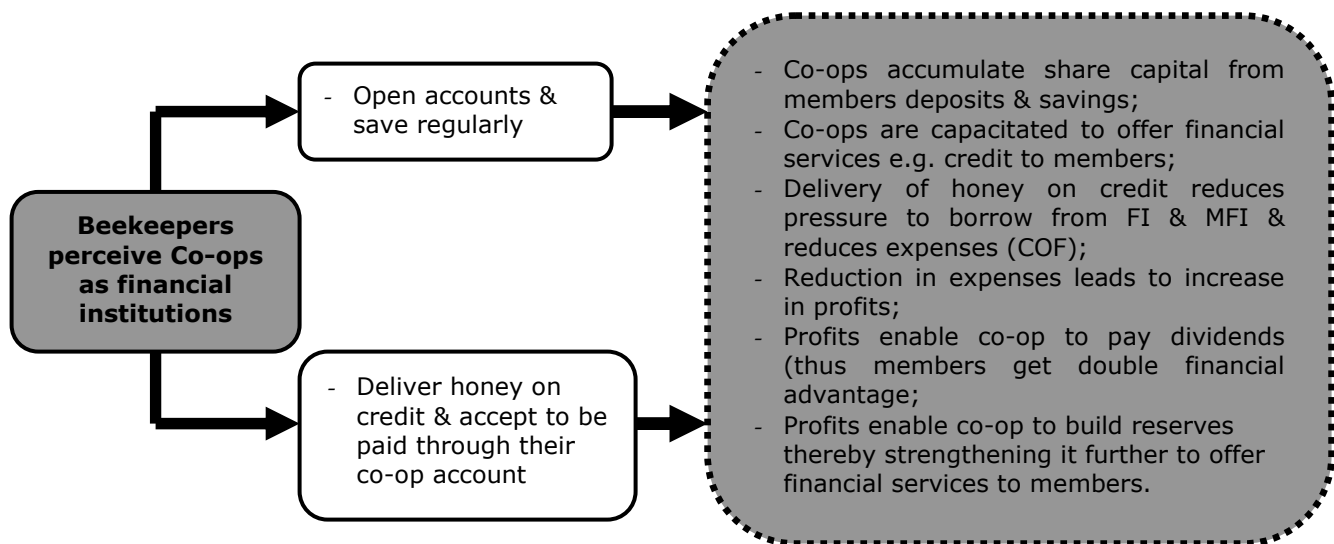 Beekeepers
perceive Co-ops
as financial
institutions
- Open accounts &
save regularly
- Deliver honey on
credit & accept to be
paid through their
co-op account
- Co-ops accumulate share capital from
members deposits & savings;
- Co-ops are capacitated to offer financial
services e.g. credit to members;
- Delivery of honey on credit reduces
pressure to borrow from FI & MFI &
reduces expenses (COF);
- Reduction in expenses leads to increase
in profits;
- Profits enable co-op to pay dividends
(thus members get double financial
advantage;
- Profits enable co-op to build reserves
thereby strengthening it further to offer
financial services to members.